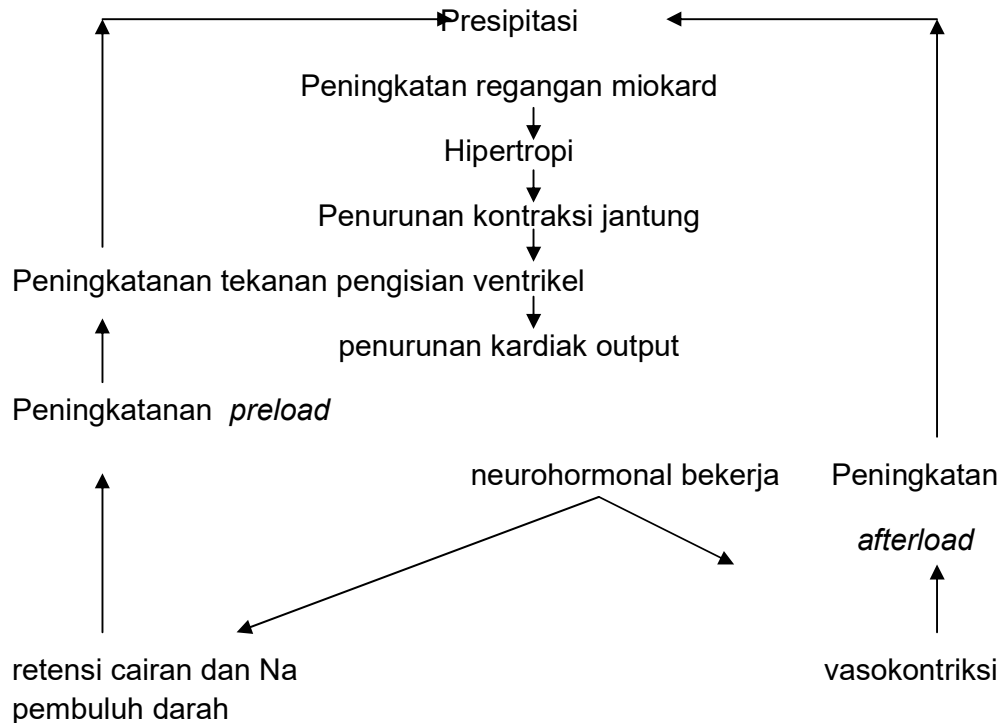 Presipitasi
Peningkatan regangan miokard
Hipertropi
Penurunan kontraksi jantung
Peningkatanan tekanan pengisian ventrikel
penurunan kardiak output
Peningkatanan preload
neurohormonal bekerja Peningkatan
afterload
retensi cairan dan Na vasokontriksi
pembuluh darah